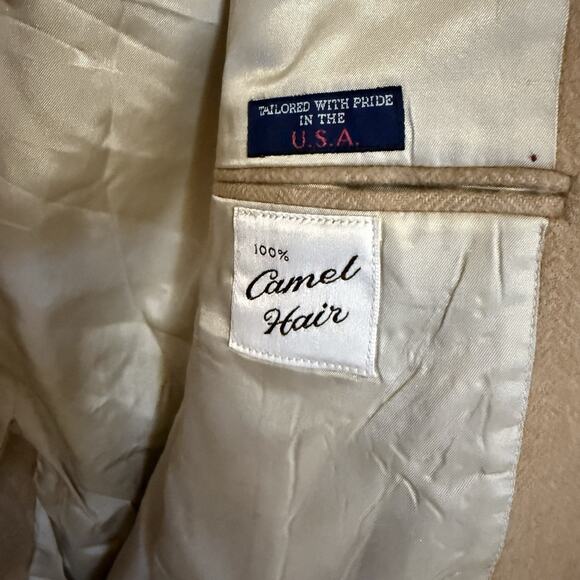 TAILORED WITH PRIDE
IN THE
U.S.A.
100%
Camel
Hair